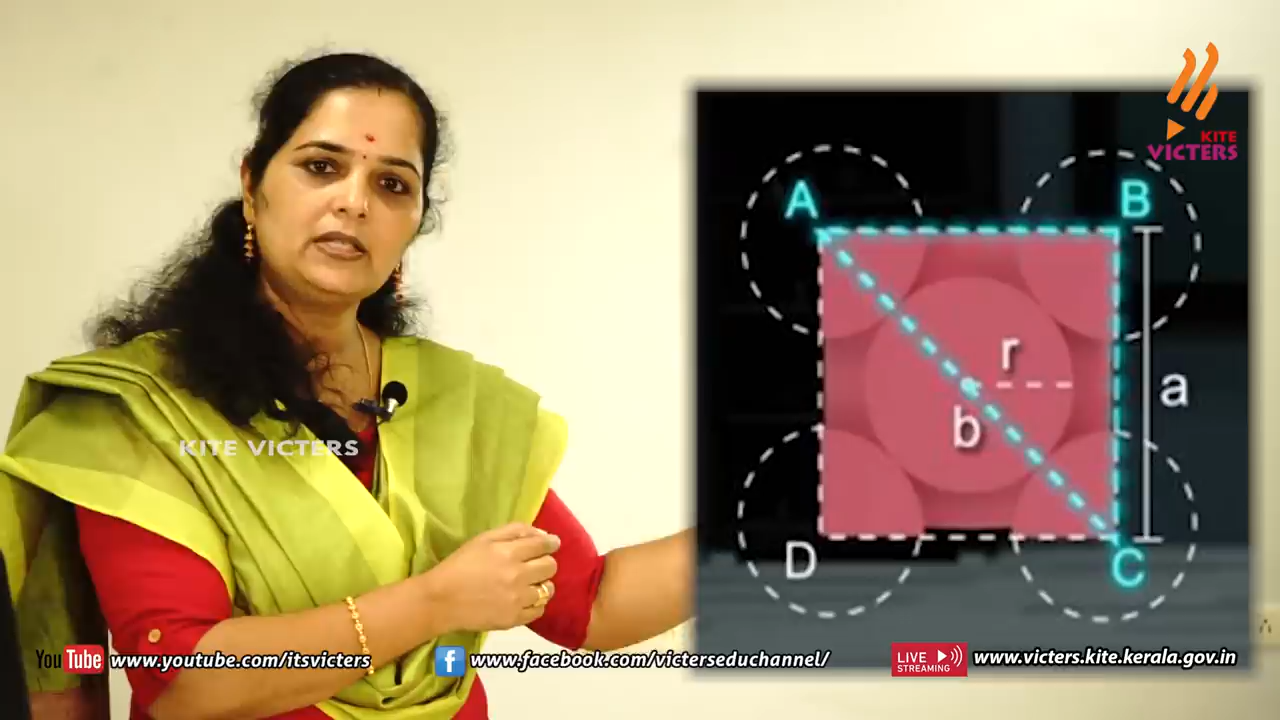 KITE
VICTERS
A
B
r
a
b
D
C
KITE VICTERS
YouTube www.youtube.com/itsvicters
f www.facebook.com/victerseduchannel/
LIVE
STREAMING
www.victers.kite.kerala.gov.in